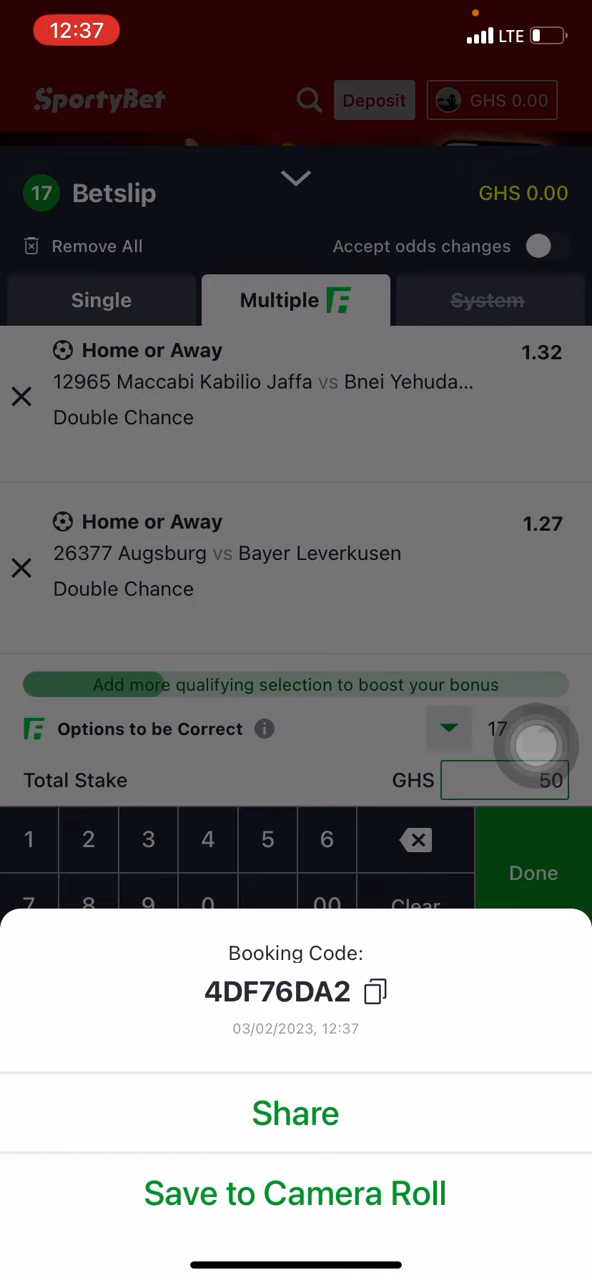 12:37
LTE
SportyBet
Deposit
GHS 0.00
17 Betslip
GHS 0.00
Remove All
Accept odds changes
Single
Multiple
System
Home or Away
1.32
12965 Maccabi Kabilio Jaffa vs Bnei Yehuda...
Double Chance
Home or Away
1.27
26377 Augsburg vs Bayer Leverkusen
Double Chance
Add more qualifying selection to boost your bonus
Options to be Correct
17
Total Stake
GHS
50
1 2 3 4 5 6
Done
7 8 9 0 00 Clear
Booking Code:
4DF76DA2
03/02/2023, 12:37
Share
Save to Camera Roll